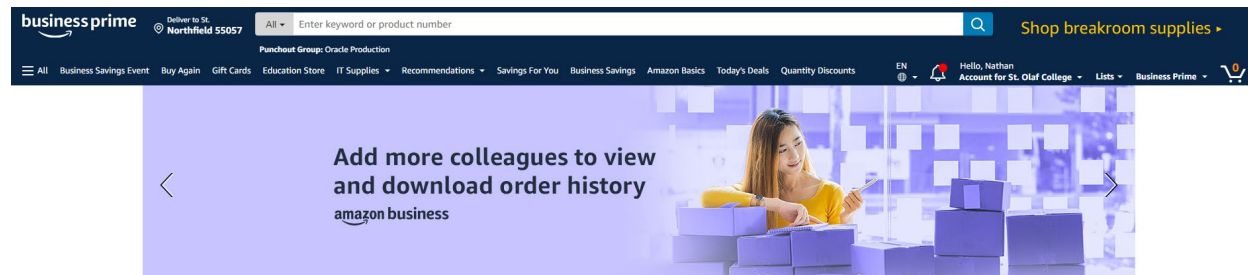 business prime
Deliver to St.
Northfield 55057
All
Enter keyword or product number
Shop breakroom supplies
Punchout Group: Oracle Production
All Business Savings Event Buy Again Gift Cards Education Store IT Supplies Recommendations Savings For You Business Savings Amazon Basics Today's Deals Quantity Discounts
EN
Hello, Nathan
Account for St. Olaf College Lists Business Prime
0
Add more colleagues to view
and download order history
amazon business